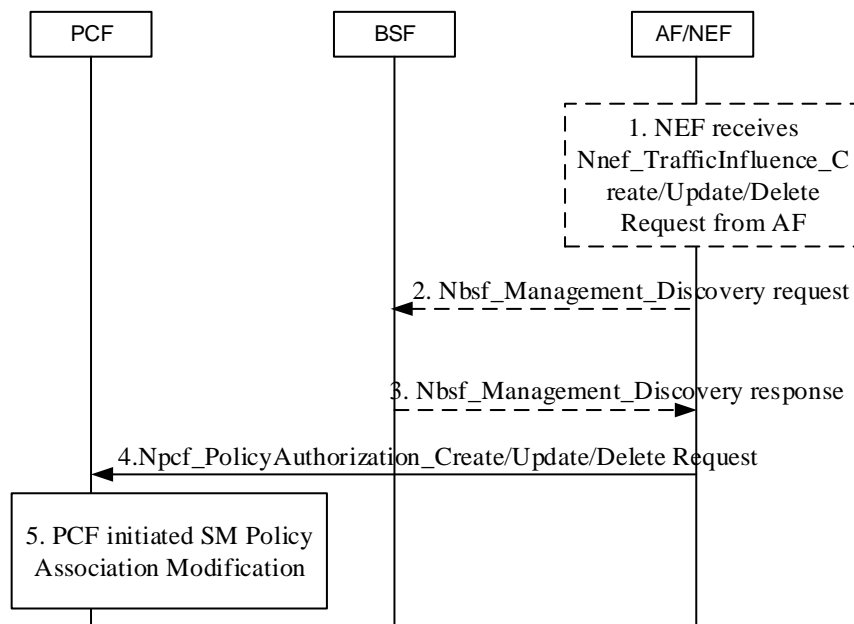 PCF
BSF
AF/NEF
1. NEF receives
Nnef_TrafficInfluence_C
reate/Update/Delete
Request from AF
2. Nbsf_Management_Discovery request
3. Nbsf_Management_Discovery response
4.Npcf_PolicyAuthorization_Create/Update/Delete Request
5. PCF initiated SM Policy
Association Modification